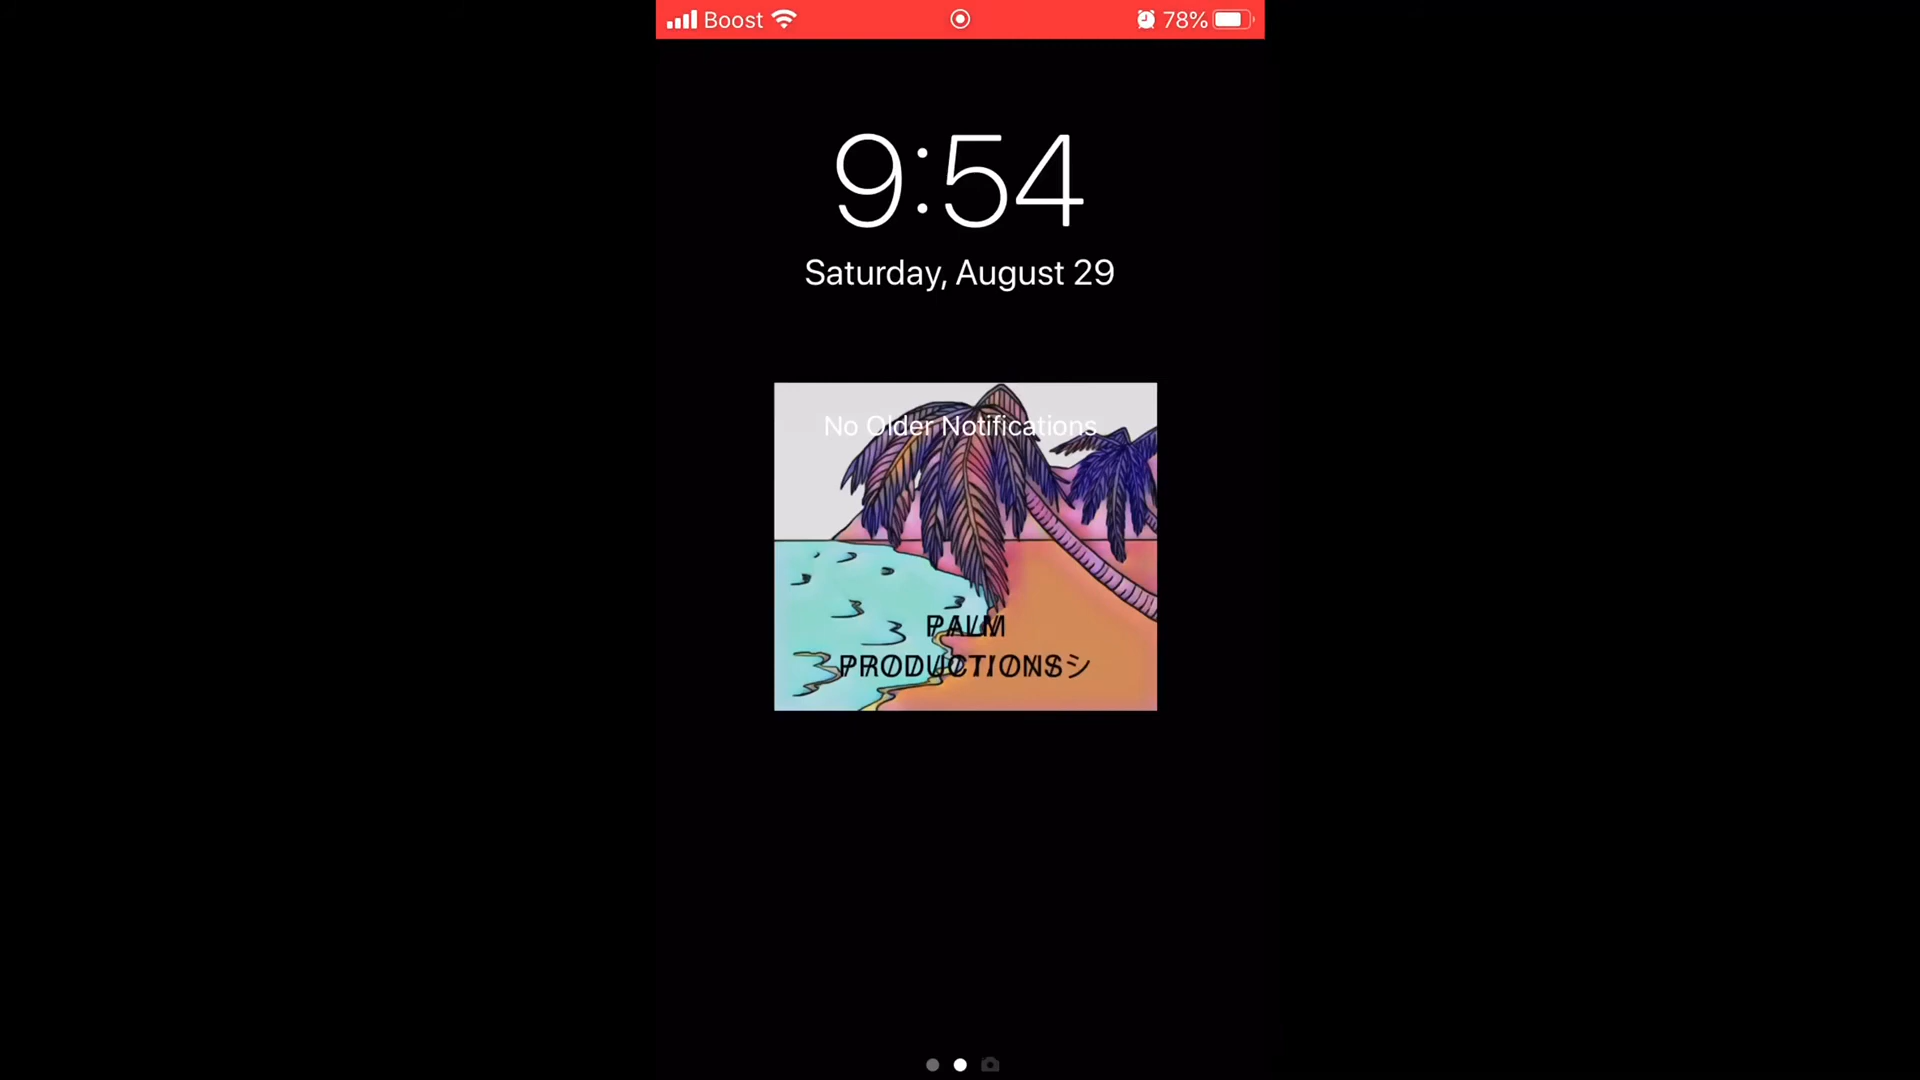 Boost 78%
9:54
Saturday, August 29
No Older Notifications
PALM
PRODUCTIONSシ